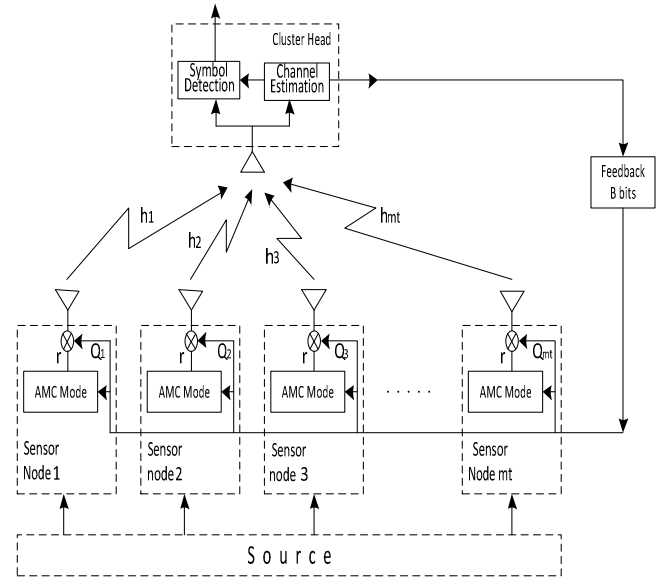 Cluster Head
Symbol
Detection
Channel
Estimation
Feedback
B bits
h1
h2
h3
hmt
r
Q1
r
Q2
r
Q3
r
Qmt
AMC Mode
AMC Mode
AMC Mode
. . . . .
AMC Mode
Sensor
Node 1
Sensor
node 2
Sensor
node 3
Sensor
Node mt
Source